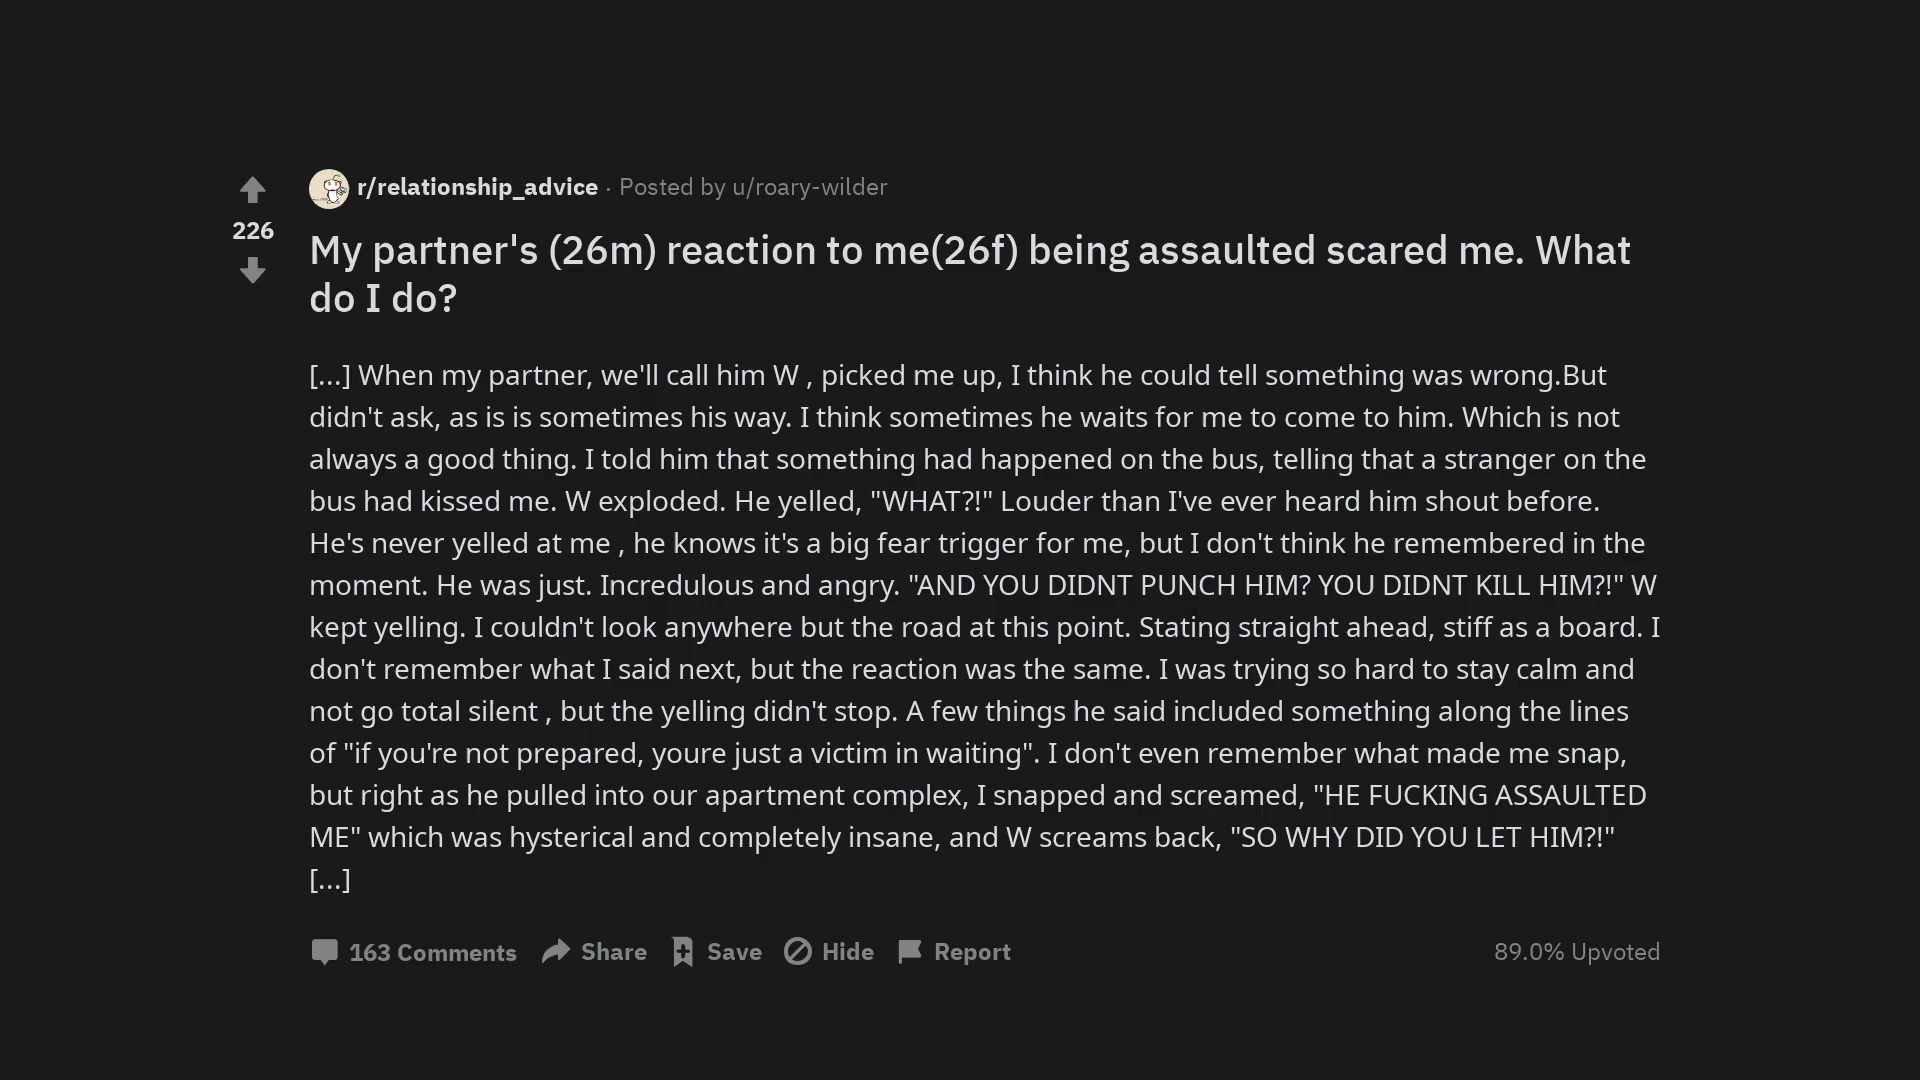 r/relationship_advice · Posted by u/roary-wilder
226
My partner's (26m) reaction to me(26f) being assaulted scared me. What
do I do?
[...] When my partner, we'll call him W , picked me up, I think he could tell something was wrong.But
didn't ask, as is is sometimes his way. I think sometimes he waits for me to come to him. Which is not
always a good thing. I told him that something had happened on the bus, telling that a stranger on the
bus had kissed me. W exploded. He yelled, "WHAT?!" Louder than I've ever heard him shout before.
He's never yelled at me , he knows it's a big fear trigger for me, but I don't think he remembered in the
moment. He was just. Incredulous and angry. "AND YOU DIDNT PUNCH HIM? YOU DIDNT KILL HIM?!" W
kept yelling. I couldn't look anywhere but the road at this point. Stating straight ahead, stiff as a board. I
don't remember what I said next, but the reaction was the same. I was trying so hard to stay calm and
not go total silent , but the yelling didn't stop. A few things he said included something along the lines
of "if you're not prepared, youre just a victim in waiting". I don't even remember what made me snap,
but right as he pulled into our apartment complex, I snapped and screamed, "HE FUCKING ASSAULTED
ME" which was hysterical and completely insane, and W screams back, "SO WHY DID YOU LET HIM?!"
[...]
163 Comments Share Save Hide Report 89.0% Upvoted